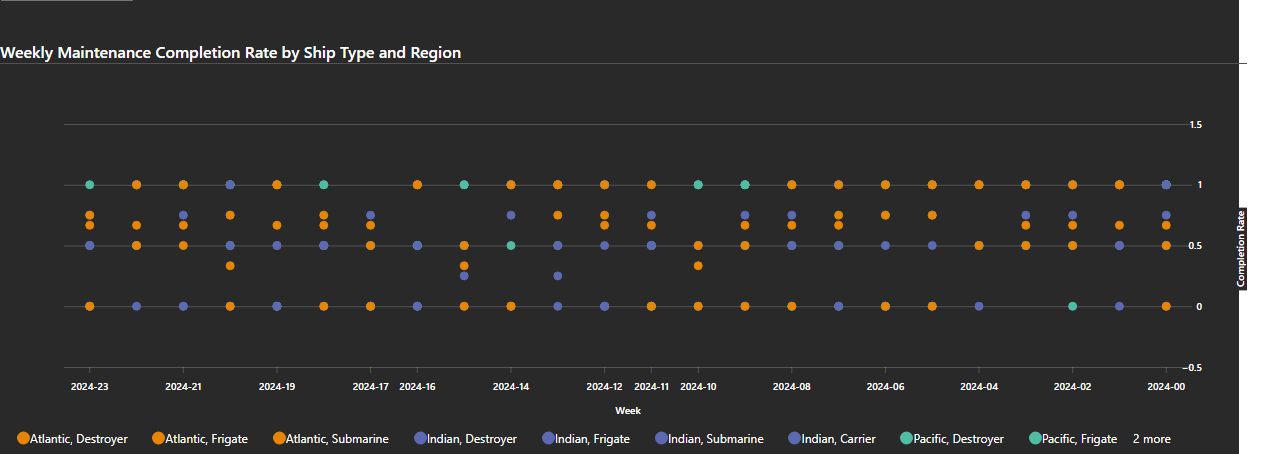 Weekly Maintenance Completion Rate by Ship Type and Region
1.5
1
0.5
0
−0.5
Completion Rate
2024-23 2024-21 2024-19 2024-17 2024-16 2024-14 2024-12 2024-11 2024-10 2024-08 2024-06 2024-04 2024-02 2024-00
Week
Atlantic, Destroyer Atlantic, Frigate Atlantic, Submarine Indian, Destroyer Indian, Frigate Indian, Submarine Indian, Carrier Pacific, Destroyer Pacific, Frigate 2 more